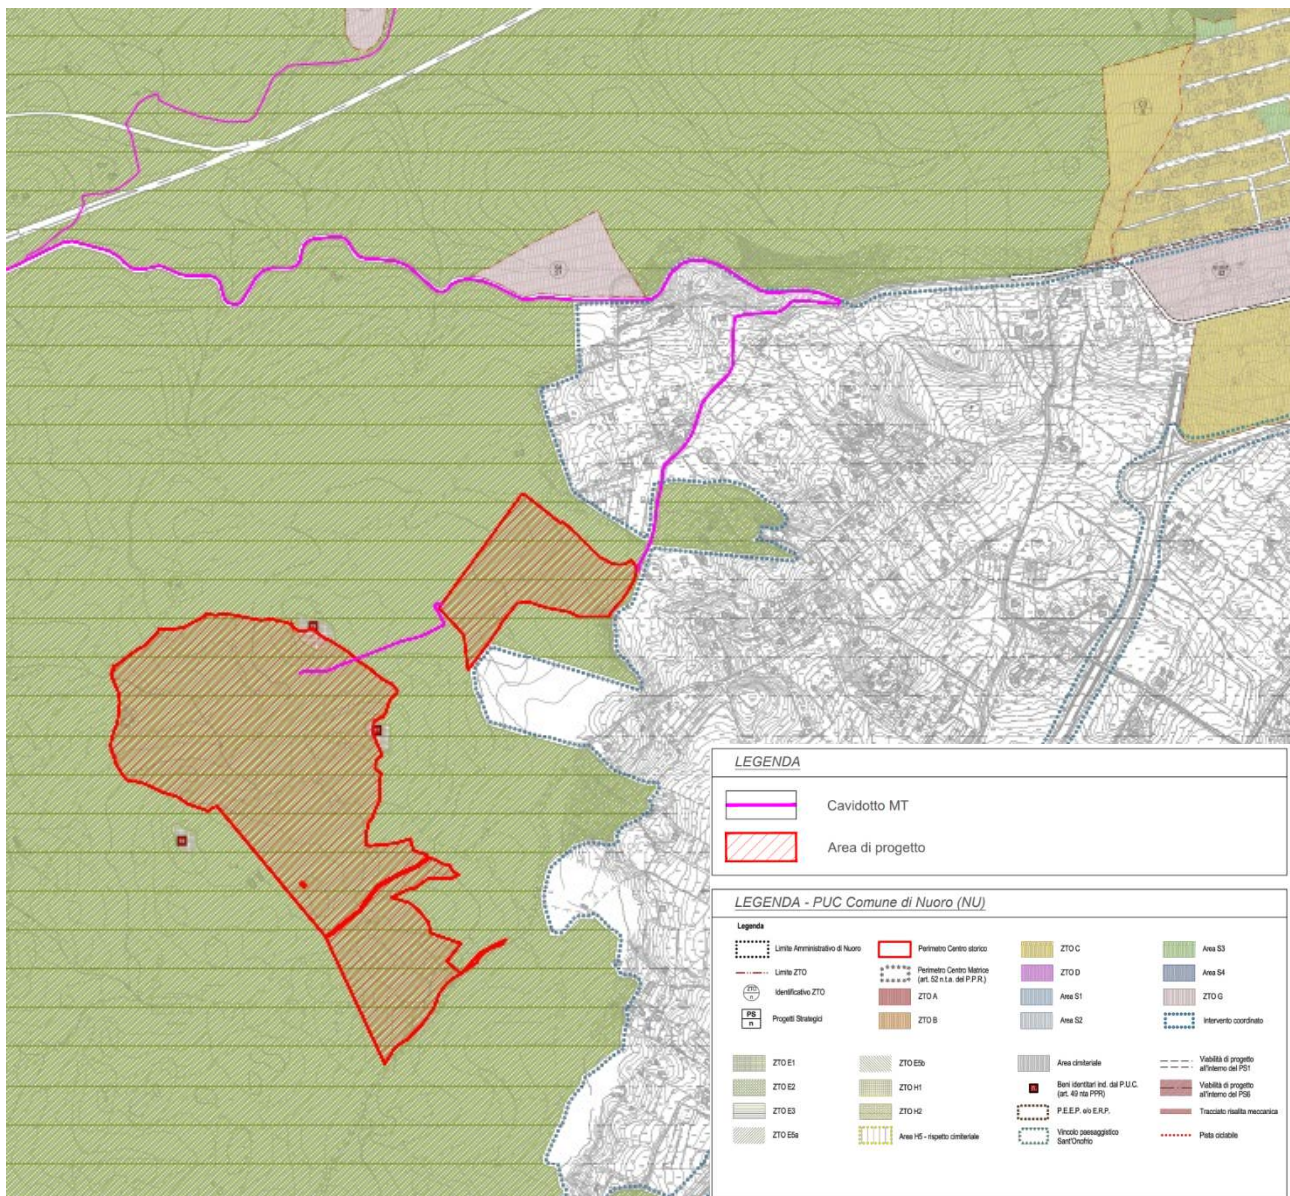 LEGENDA
Cavidotto MT
Area di progetto
LEGENDA - PUC Comune di Nuoro (NU)
Legenda
Limite Amministrativo di Nuoro
Perimetro Centro storico
ZTO C
Area S3
Limite ZTO
Perimetro Centro Matrice
(art. 52 n.t.a. del P.P.R.)
ZTO D
Area S4
ZTO
n
Identificativo ZTO
ZTO A
Area S1
ZTO G
PS
n
Progetti Strategici
ZTO B
Area S2
Intervento coordinato
ZTO E1
ZTO E5b
Area cimiteriale
Viabilità di progetto
all'interno del PS1
ZTO E2
ZTO H1
Beni identitari ind. dal P.U.C.
(art. 49 nta PPR)
Viabilità di progetto
all'interno del PS6
ZTO E3
ZTO H2
P.E.E.P. e/o E.R.P.
Tracciato risalita meccanica
ZTO E5a
Area H5 - rispetto cimiteriale
Vincolo paesaggistico
Sant'Onofrio
Pista ciclabile